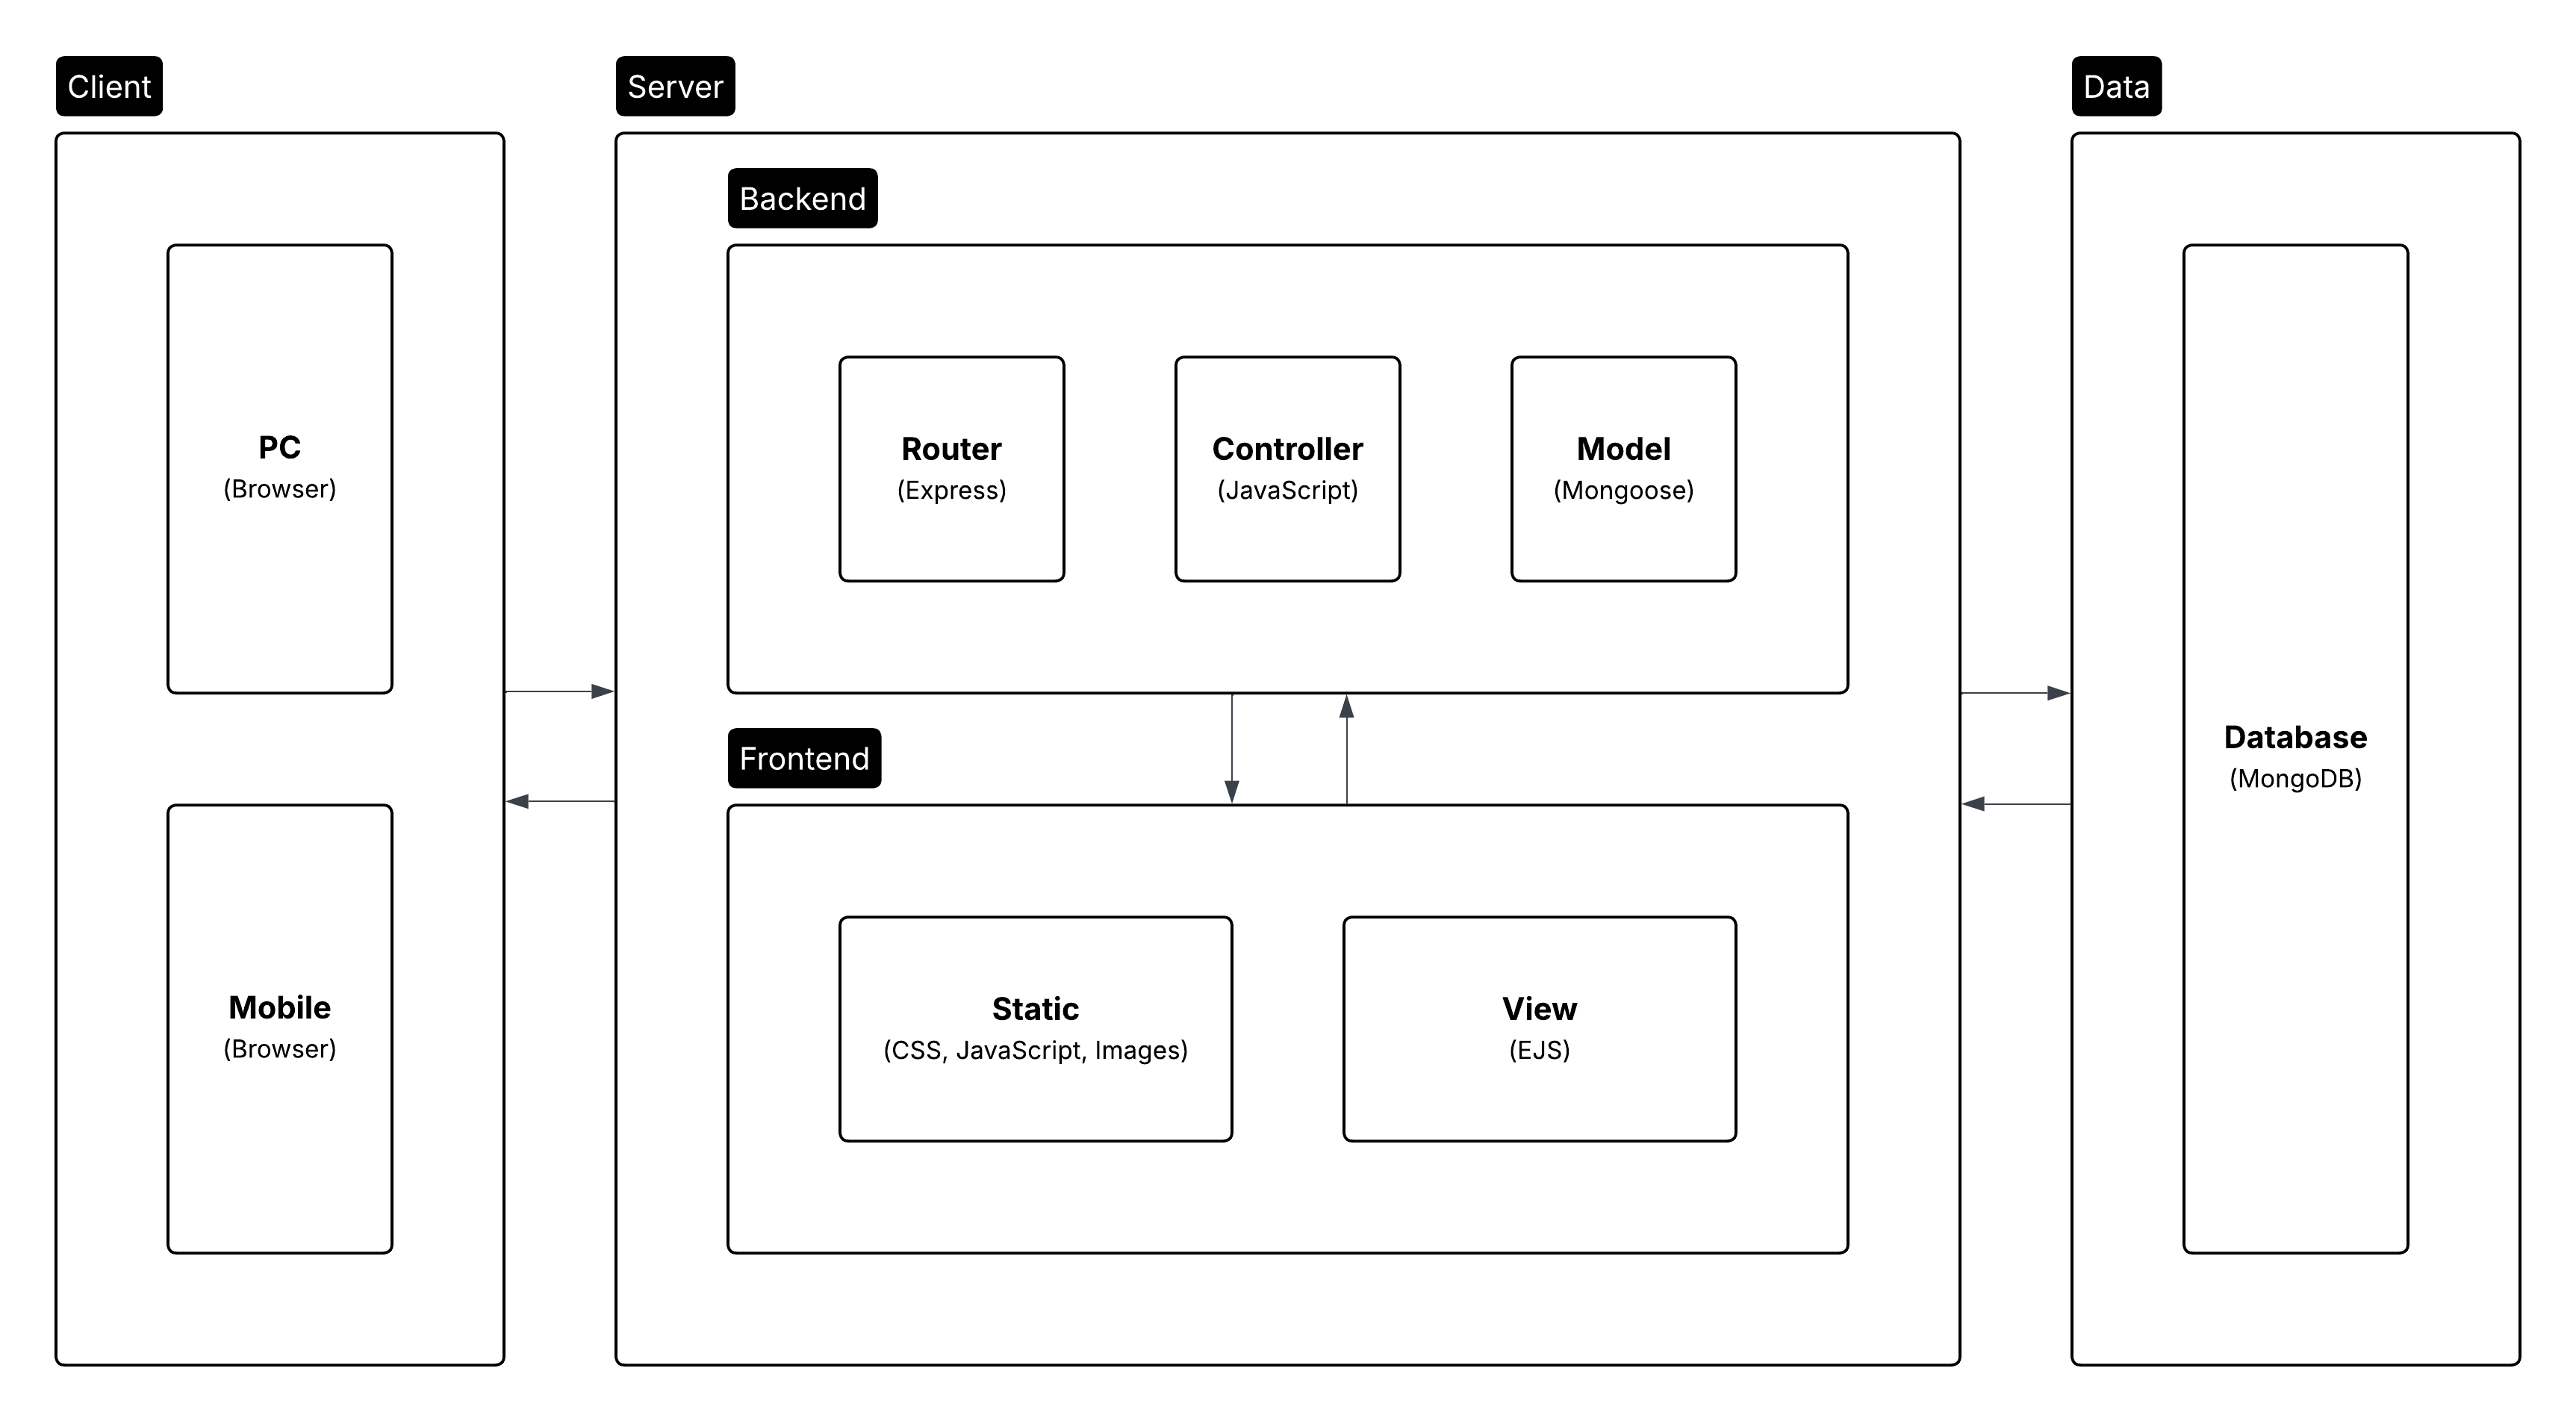 Client
Server
Data
Backend
PC
(Browser)
Router
(Express)
Controller
(JavaScript)
Model
(Mongoose)
Frontend
Database
(MongoDB)
Mobile
(Browser)
Static
(CSS, JavaScript, Images)
View
(EJS)